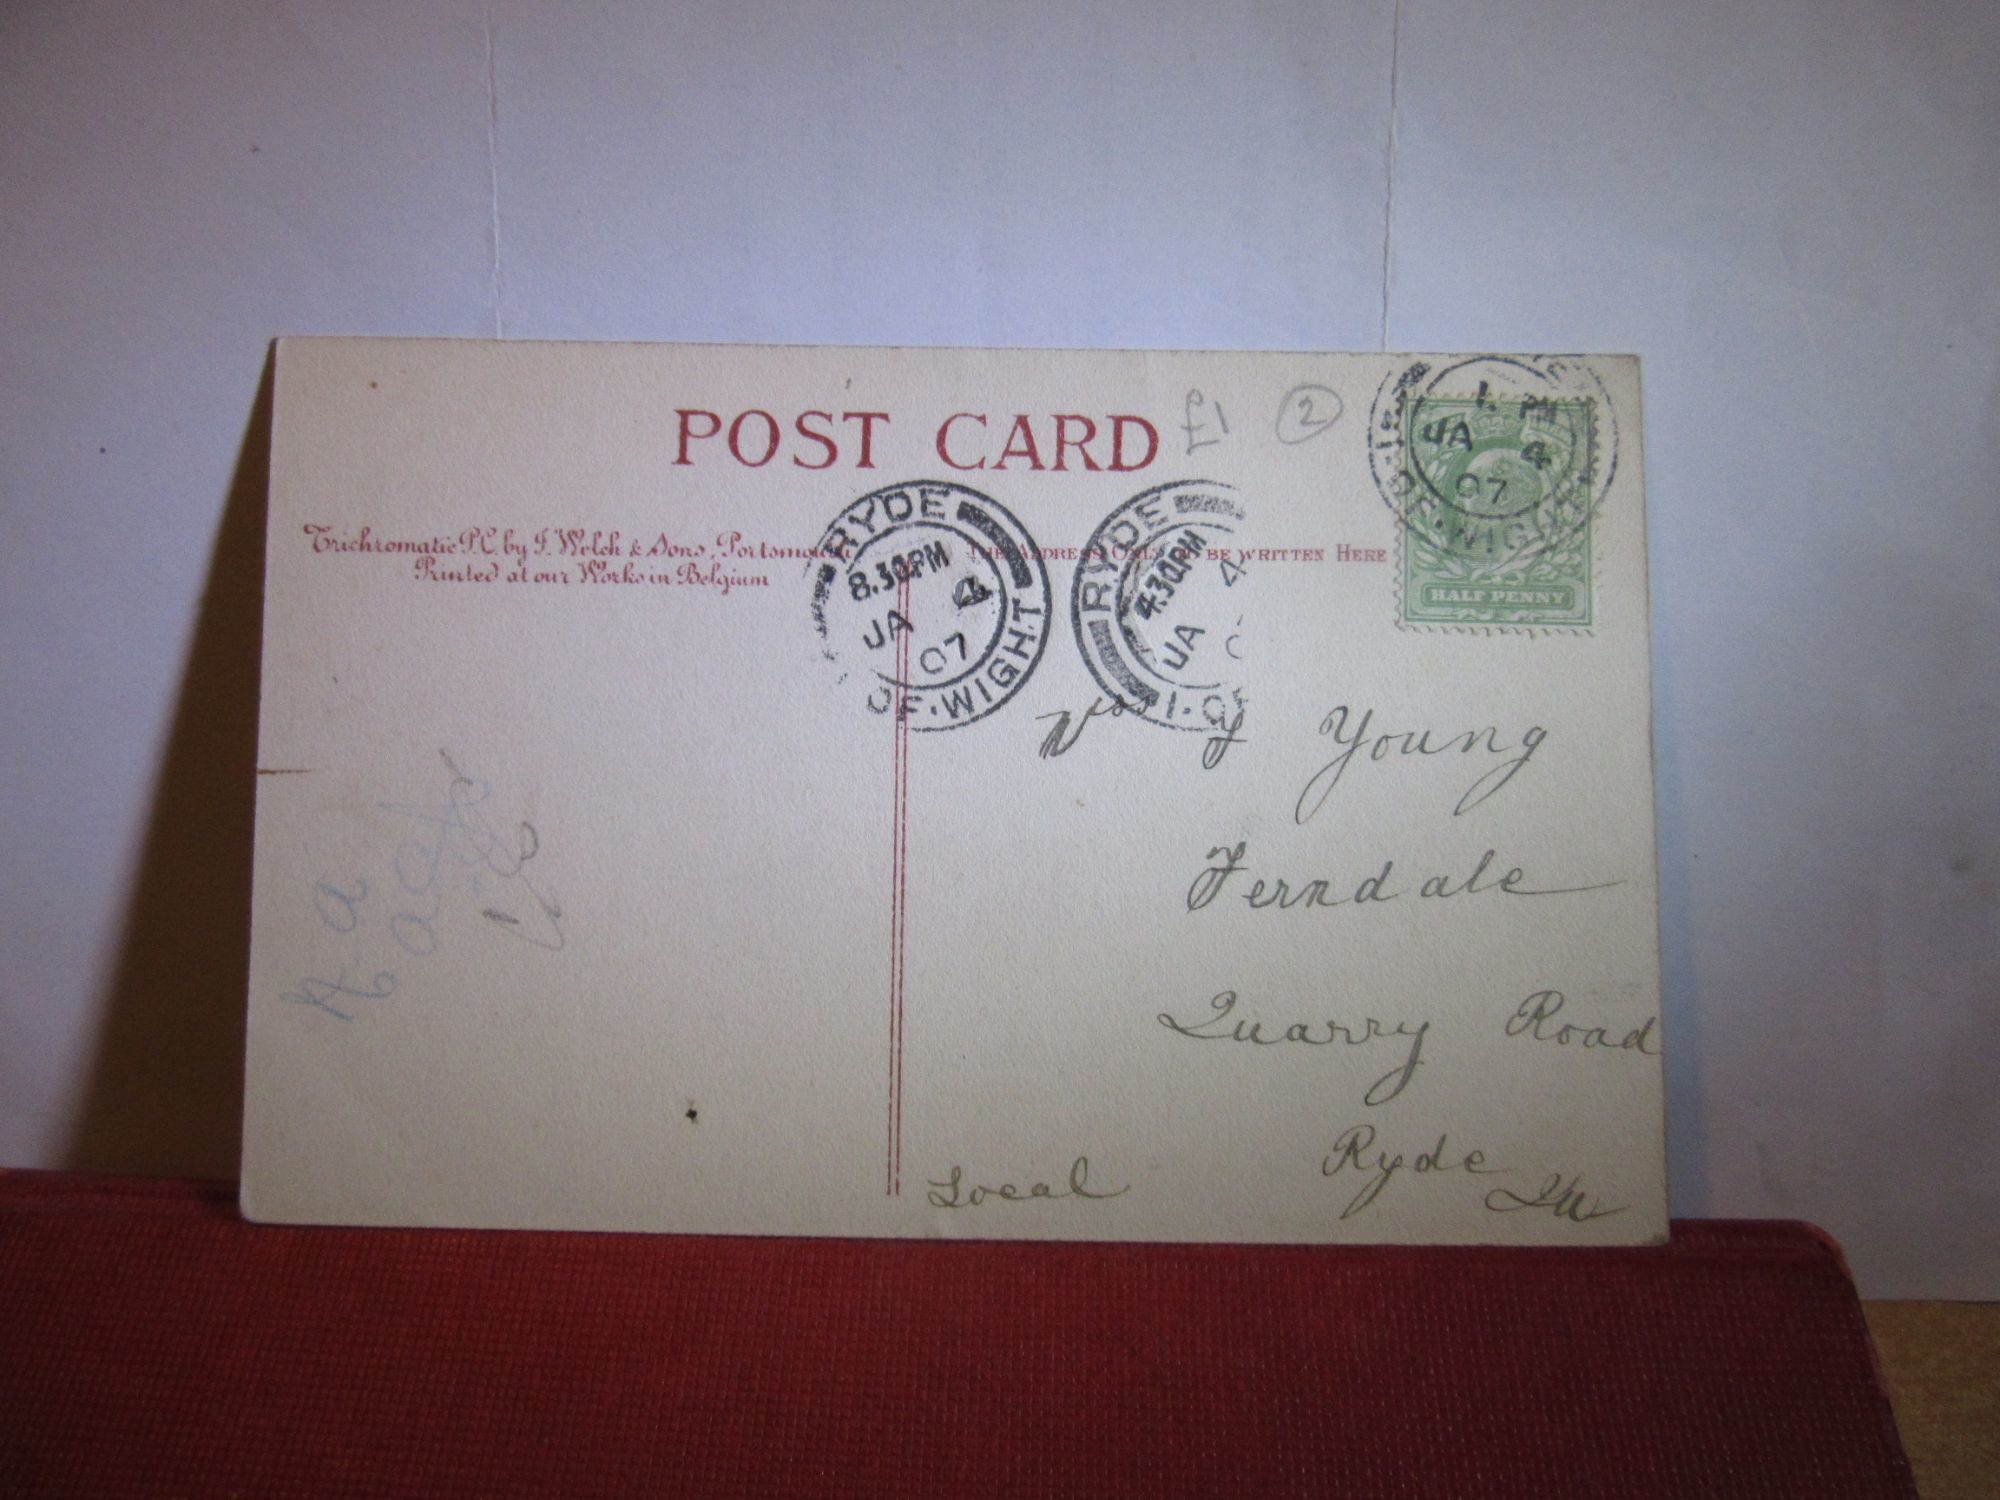 POST CARD £1 2
Trichromatic P.C. by J. Welch & Sons, Portsmouth
Printed at our Works in Belgium
THE ADDRESS ONLY TO BE WRITTEN HERE
1. PM
JA 4
07
OF. WIGHT
HALF PENNY
RYDE
8.30PM
JA 4
07
OF. WIGHT
RYDE
4.30PM
JA 4
I. OF
Miss Y Young
Ferndale
Quarry Road
Ryde IW
Local